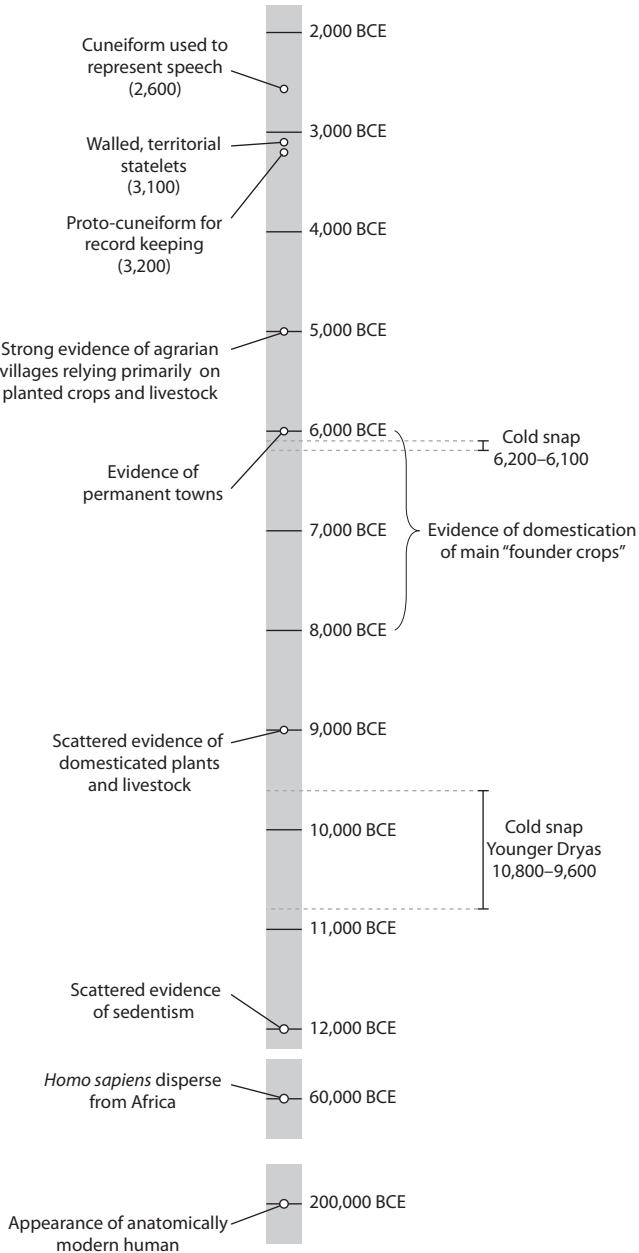 2,000 BCE
Cuneiform used to
represent speech
(2,600)
3,000 BCE
Walled, territorial
statelets
(3,100)
Proto-cuneiform for
record keeping
(3,200)
4,000 BCE
5,000 BCE
Strong evidence of agrarian
villages relying primarily on
planted crops and livestock
6,000 BCE
Cold snap
6,200–6,100
Evidence of
permanent towns
7,000 BCE
Evidence of domestication
of main "founder crops"
8,000 BCE
9,000 BCE
Scattered evidence of
domesticated plants
and livestock
10,000 BCE
Cold snap
Younger Dryas
10,800–9,600
11,000 BCE
Scattered evidence
of sedentism
12,000 BCE
Homo sapiens disperse
from Africa
60,000 BCE
200,000 BCE
Appearance of anatomically
modern human